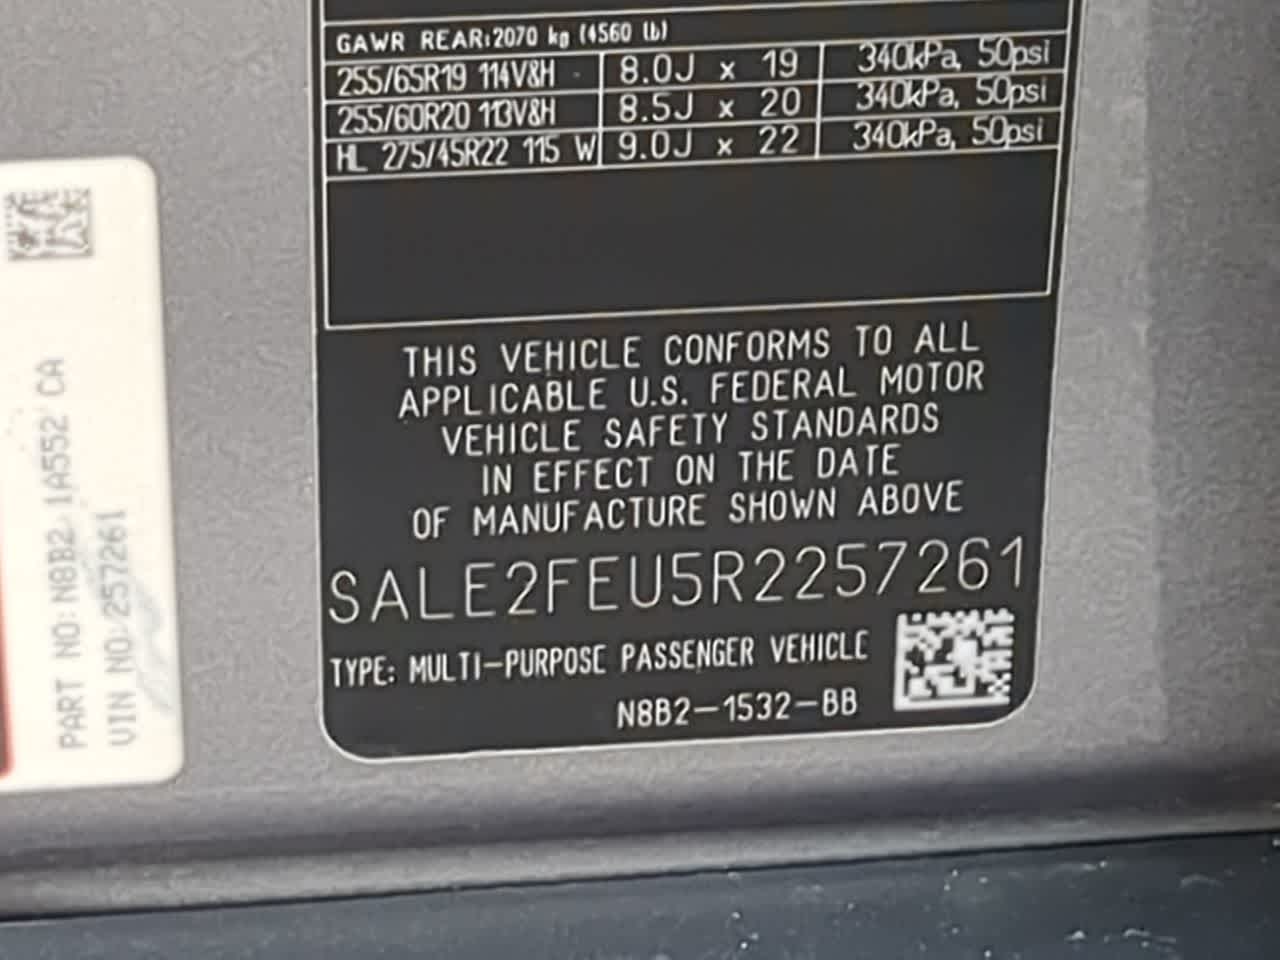 GAWR REAR:2070 kg (4560 lb)
255/65R19 114V&H 8.0J x 19 340kPa, 50psi
255/60R20 113V&H 8.5J x 20 340kPa, 50psi
HL 275/45R22 115 W 9.0J x 22 340kPa, 50psi
THIS VEHICLE CONFORMS TO ALL
APPLICABLE U.S. FEDERAL MOTOR
VEHICLE SAFETY STANDARDS
IN EFFECT ON THE DATE
OF MANUFACTURE SHOWN ABOVE
SALE2FEU5R2257261
TYPE: MULTI-PURPOSE PASSENGER VEHICLE
N8B2-1532-BB
PART NO: N8B2 1A552 CA
VIN NO:257261